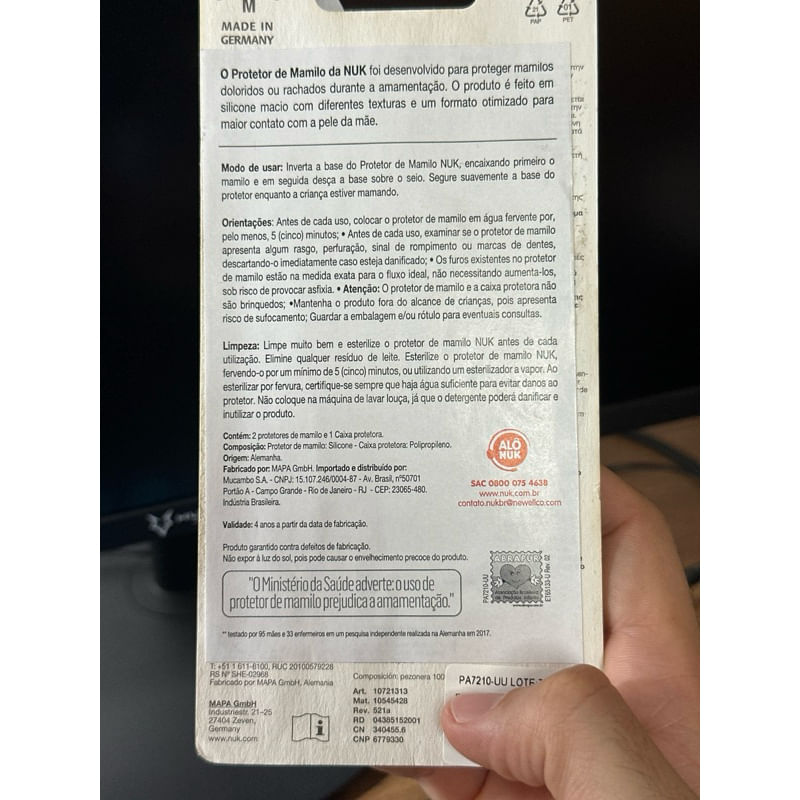 M
MADE IN
GERMANY
21
PAP
01
PET
O Protetor de Mamilo da NUK foi desenvolvido para proteger mamilos
doloridos ou rachados durante a amamentação. O produto é feito em
silicone macio com diferentes texturas e um formato otimizado para
maior contato com a pele da mãe.
Modo de usar: Inverta a base do Protetor de Mamilo NUK, encaixando primeiro o
mamilo e em seguida desça a base sobre o seio. Segure suavemente a base do
protetor enquanto a criança estiver mamando.
Orientações: Antes de cada uso, colocar o protetor de mamilo em água fervente por,
pelo menos, 5 (cinco) minutos; • Antes de cada uso, examinar se o protetor de mamilo
apresenta algum rasgo, perfuração, sinal de rompimento ou marcas de dentes,
descartando-o imediatamente caso esteja danificado; • Os furos existentes no protetor
de mamilo estão na medida exata para o fluxo ideal, não necessitando aumenta-los,
sob risco de provocar asfixia. • Atenção: O protetor de mamilo e a caixa protetora não
são brinquedos; •Mantenha o produto fora do alcance de crianças, pois apresenta
risco de sufocamento; Guardar a embalagem e/ou rótulo para eventuais consultas.
Limpeza: Limpe muito bem e esterilize o protetor de mamilo NUK antes de cada
utilização. Elimine qualquer resíduo de leite. Esterilize o protetor de mamilo NUK,
fervendo-o por um mínimo de 5 (cinco) minutos, ou utilizando um esterilizador a vapor. Ao
esterilizar por fervura, certifique-se sempre que haja água suficiente para evitar danos ao
protetor. Não coloque na máquina de lavar louça, já que o detergente poderá danificar e
inutilizar o produto.
Contém: 2 protetores de mamilo e 1 Caixa protetora.
Composição: Protetor de mamilo: Silicone - Caixa protetora: Polipropileno.
Origem: Alemanha.
Fabricado por: MAPA GmbH. Importado e distribuído por:
Mucambo S.A. - CNPJ: 15.107.246/0004-87 - Av. Brasil, nº50701
Portão A - Campo Grande - Rio de Janeiro - RJ - CEP: 23065-480.
Indústria Brasileira.
ALÔ
NUK
SAC 0800 075 4638
www.nuk.com.br
contato.nukbr@newellco.com
Validade: 4 anos a partir da data de fabricação.
Produto garantido contra defeitos de fabricação.
Não expor à luz do sol, pois pode causar o envelhecimento precoce do produto.
"O Ministério da Saúde adverte: o uso de
protetor de mamilo prejudica a amamentação."
PA7210-UU
ABRAPUR
Associação Brasileira
de Produtos Infantis
ET65133-U Rev. 02
** testado por 95 mães e 33 enfermeiros em um pesquisa independente realizada na Alemanha em 2017.
T: +51 1 611-6100, RUC 20100579228
RS Nº SHE-02968
Fabricado por MAPA GmbH, Alemania
MAPA GmbH
Industriestr. 21-25
27404 Zeven,
Germany
www.nuk.com
Composición: pezonera 100
Art. 10721313
Mat. 10545428
Rev. 521a
RD 04385152001
CN 340455.6
CNP 6779330
PA7210-UU LOTE